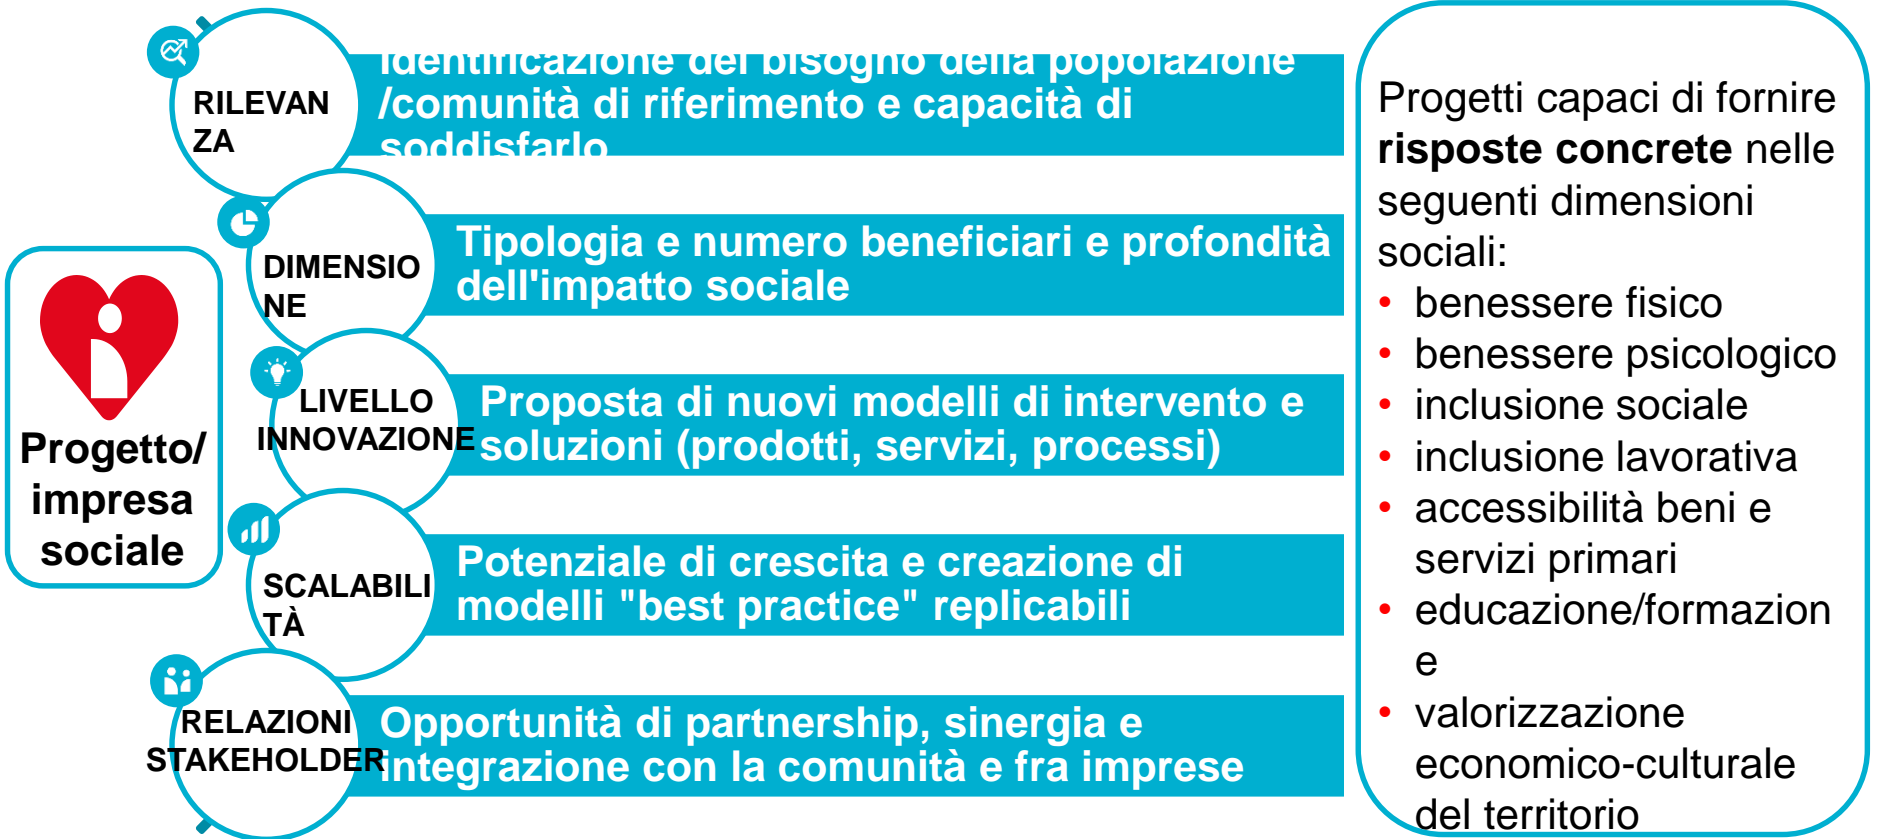 Progetto/
impresa
sociale
RILEVAN
ZA
Identificazione del bisogno della popolazione
/comunità di riferimento e capacità di
soddisfarlo
DIMENSIO
NE
Tipologia e numero beneficiari e profondità
dell'impatto sociale
LIVELLO
INNOVAZIONE
Proposta di nuovi modelli di intervento e
soluzioni (prodotti, servizi, processi)
SCALABILI
TÀ
Potenziale di crescita e creazione di
modelli "best practice" replicabili
RELAZIONI
STAKEHOLDER
Opportunità di partnership, sinergia e
integrazione con la comunità e fra imprese
Progetti capaci di fornire
risposte concrete nelle
seguenti dimensioni
sociali:
• benessere fisico
• benessere psicologico
• inclusione sociale
• inclusione lavorativa
• accessibilità beni e
servizi primari
• educazione/formazion
e
• valorizzazione
economico-culturale
del territorio